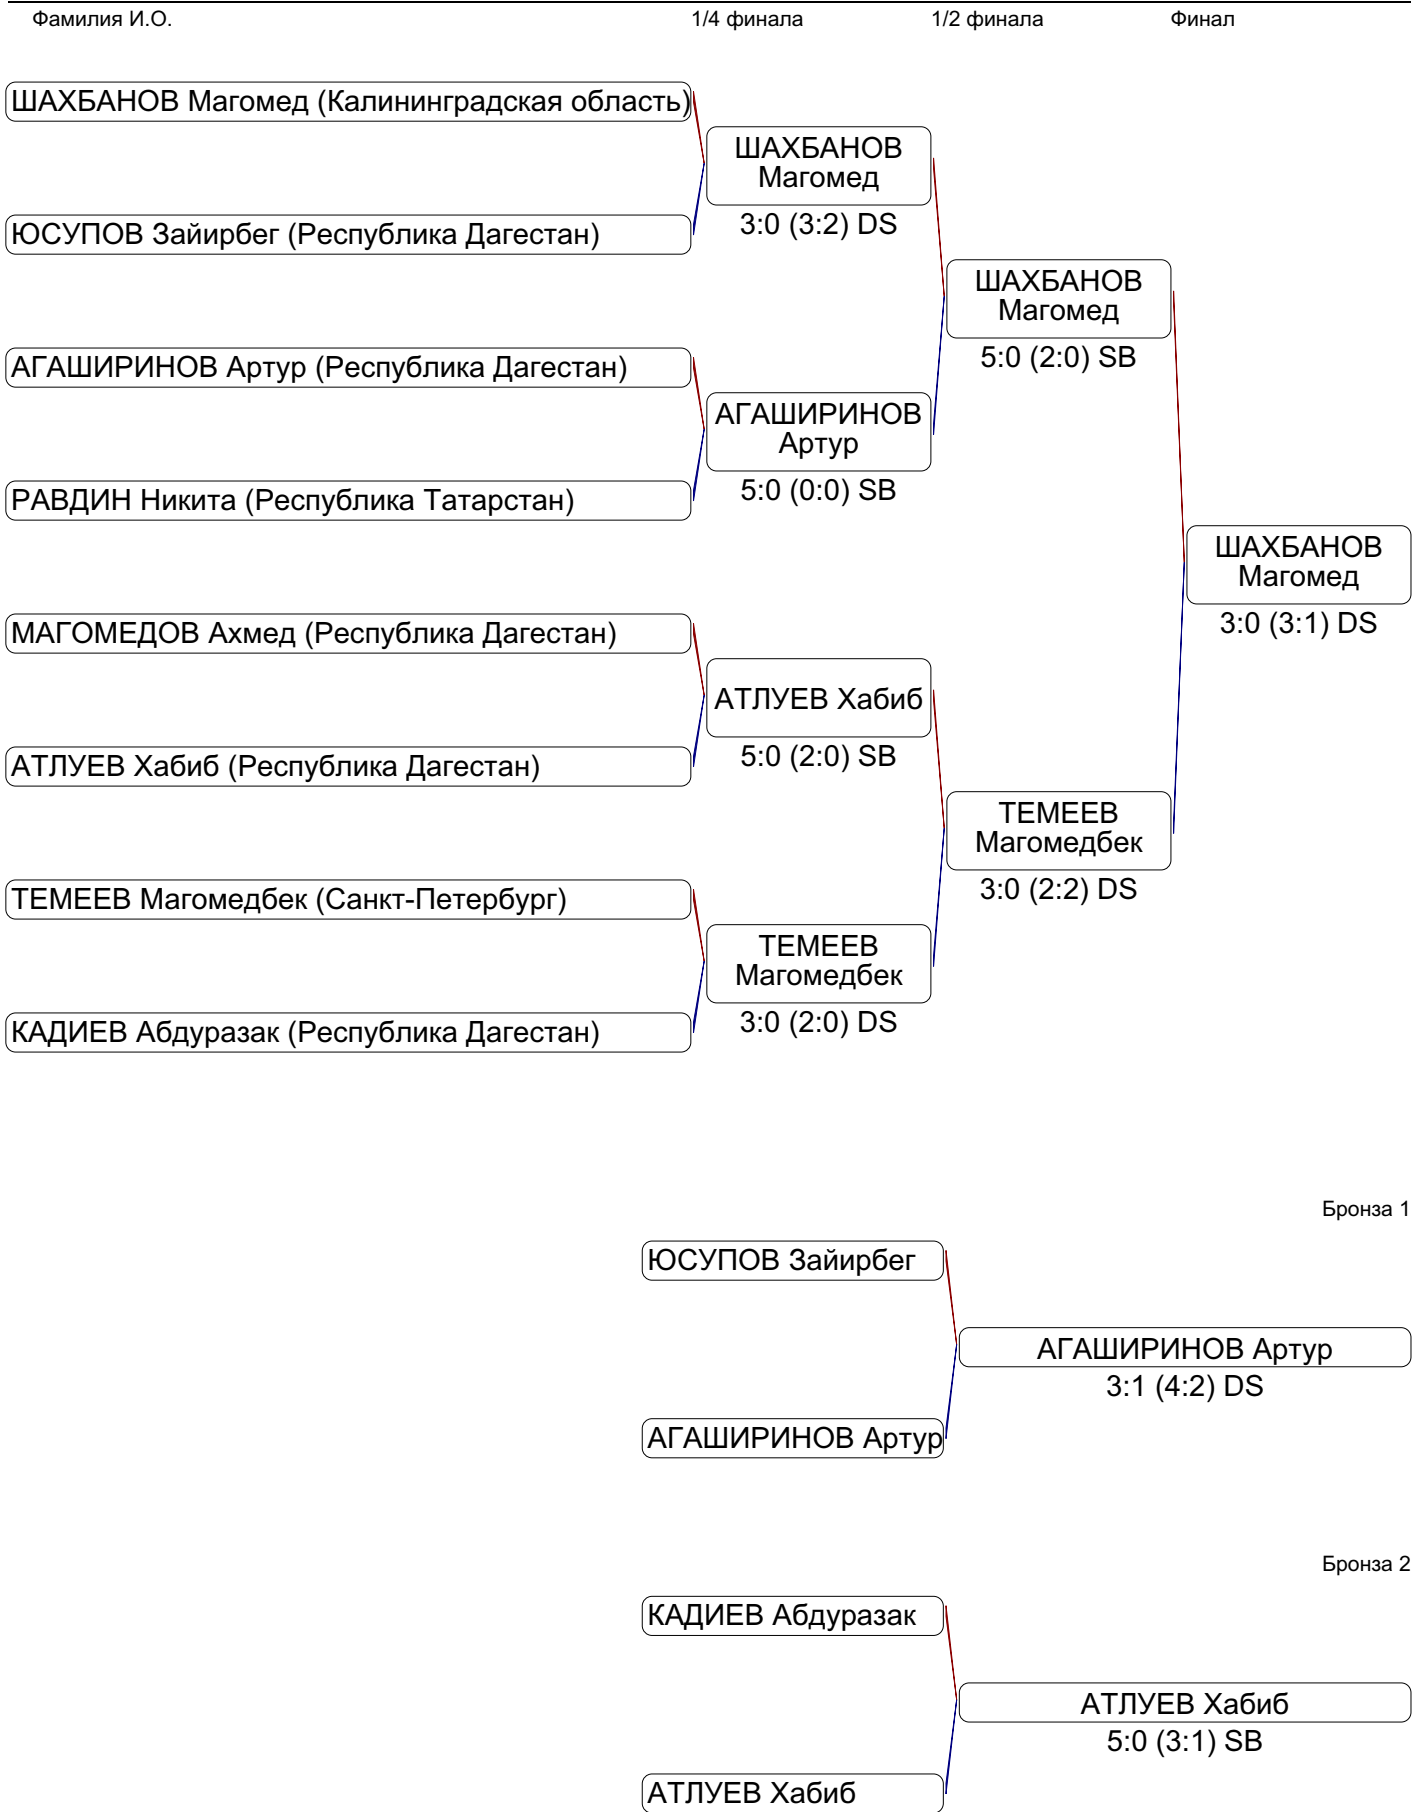 Фамилия И.О. 1/4 финала 1/2 финала Финал
ШАХБАНОВ Магомед (Калининградская область)
ШАХБАНОВ
Магомед
3:0 (3:2) DS
ЮСУПОВ Зайирбег (Республика Дагестан)
ШАХБАНОВ
Магомед
5:0 (2:0) SB
АГАШИРИНОВ Артур (Республика Дагестан)
АГАШИРИНОВ
Артур
5:0 (0:0) SB
РАВДИН Никита (Республика Татарстан)
ШАХБАНОВ
Магомед
3:0 (3:1) DS
МАГОМЕДОВ Ахмед (Республика Дагестан)
АТЛУЕВ Хабиб
5:0 (2:0) SB
АТЛУЕВ Хабиб (Республика Дагестан)
ТЕМЕЕВ
Магомедбек
3:0 (2:2) DS
ТЕМЕЕВ Магомедбек (Санкт-Петербург)
ТЕМЕЕВ
Магомедбек
3:0 (2:0) DS
КАДИЕВ Абдуразак (Республика Дагестан)
Бронза 1
ЮСУПОВ Зайирбег
АГАШИРИНОВ Артур
3:1 (4:2) DS
АГАШИРИНОВ Артур
Бронза 2
КАДИЕВ Абдуразак
АТЛУЕВ Хабиб
5:0 (3:1) SB
АТЛУЕВ Хабиб